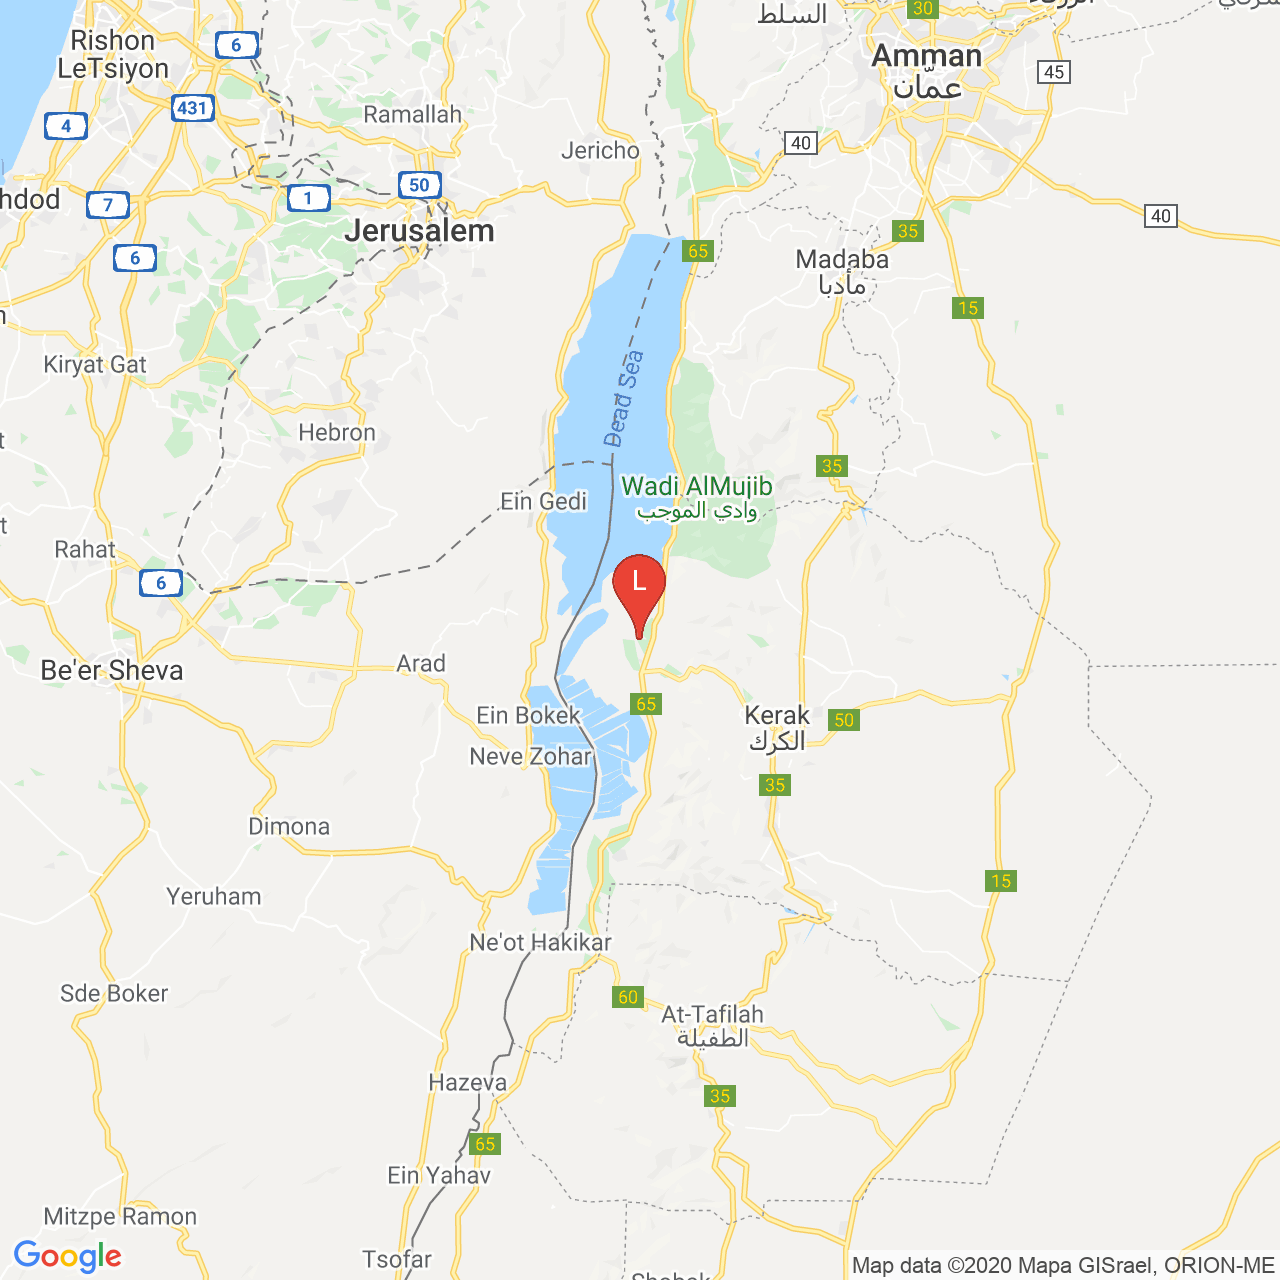 السلط
30
45
Rishon
LeTsiyon
6
Amman
عمّان
431
4
Ramallah
Jericho
40
50
1
7
hdod
40
Jerusalem
35
65
6
Madaba
مأدبا
15
Kiryat Gat
Dead Sea
Hebron
35
Wadi AlMujib
وادي الموجب
Ein Gedi
Rahat
6
L
Arad
Be'er Sheva
65
Ein Bokek
Kerak
الكرك
50
Neve Zohar
35
Dimona
15
Yeruham
Ne'ot Hakikar
Sde Boker
60
At-Tafilah
الطفيلة
Hazeva
35
65
Ein Yahav
Mitzpe Ramon
Tsofar
Google
Map data ©2020 Mapa GISrael, ORION-ME